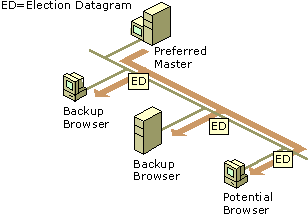 ED=Election Datagram
Preferred
Master
ED
Backup
Browser
ED
Backup
Browser
ED
Potential
Browser